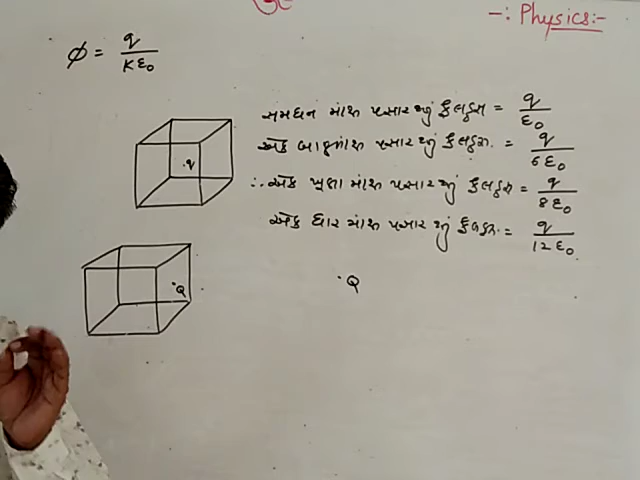 -: Physics:-
φ = q / Kε0
સમઘન માંથી પસાર થતું ફ્લક્સ = q / ε0
એક બાજુમાંથી પસાર થતું ફ્લક્સ = q / 6ε0
∴ એક ખુણા માંથી પસાર થતું ફ્લક્સ = q / 8ε0
એક ધાર માંથી પસાર થતું ફ્લક્સ = q / 12ε0
.q
.Q
.Q